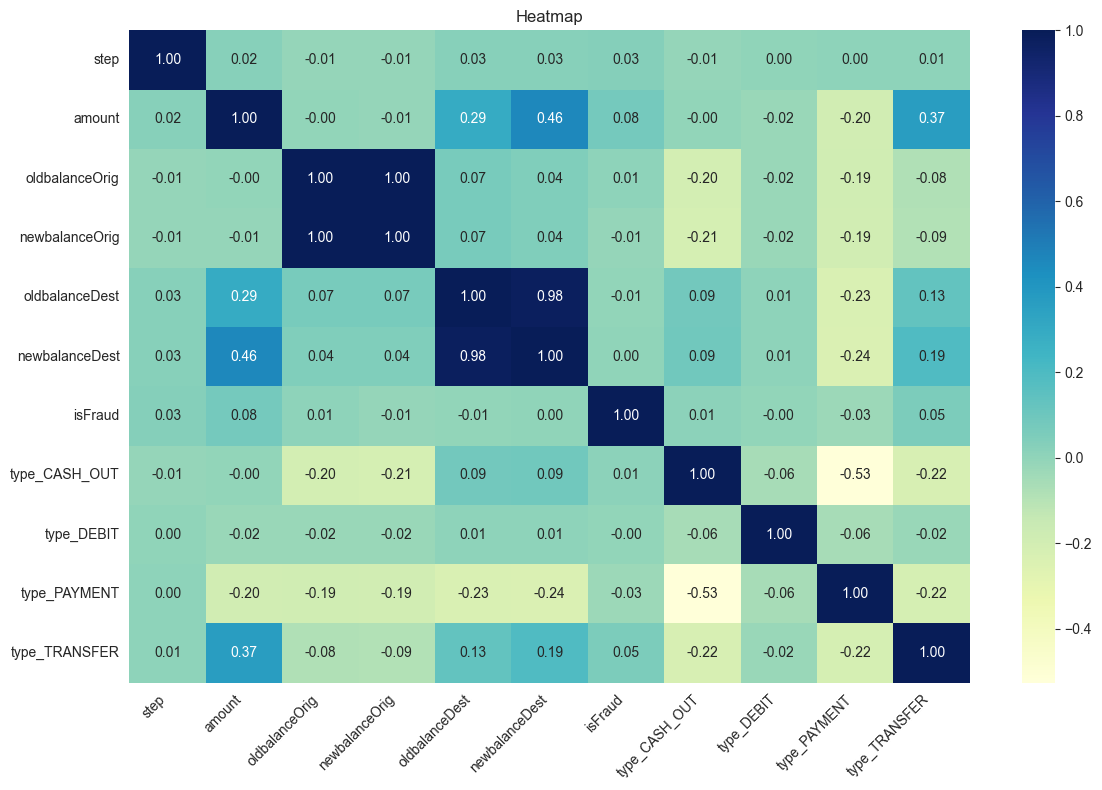 Heatmap
step 1.00 0.02 -0.01 -0.01 0.03 0.03 0.03 -0.01 0.00 0.00 0.01
amount 0.02 1.00 -0.00 -0.01 0.29 0.46 0.08 -0.00 -0.02 -0.20 0.37
oldbalanceOrig -0.01 -0.00 1.00 1.00 0.07 0.04 0.01 -0.20 -0.02 -0.19 -0.08
newbalanceOrig -0.01 -0.01 1.00 1.00 0.07 0.04 -0.01 -0.21 -0.02 -0.19 -0.09
oldbalanceDest 0.03 0.29 0.07 0.07 1.00 0.98 -0.01 0.09 0.01 -0.23 0.13
newbalanceDest 0.03 0.46 0.04 0.04 0.98 1.00 0.00 0.09 0.01 -0.24 0.19
isFraud 0.03 0.08 0.01 -0.01 -0.01 0.00 1.00 0.01 -0.00 -0.03 0.05
type_CASH_OUT -0.01 -0.00 -0.20 -0.21 0.09 0.09 0.01 1.00 -0.06 -0.53 -0.22
type_DEBIT 0.00 -0.02 -0.02 -0.02 0.01 0.01 -0.00 -0.06 1.00 -0.06 -0.02
type_PAYMENT 0.00 -0.20 -0.19 -0.19 -0.23 -0.24 -0.03 -0.53 -0.06 1.00 -0.22
type_TRANSFER 0.01 0.37 -0.08 -0.09 0.13 0.19 0.05 -0.22 -0.02 -0.22 1.00
step amount oldbalanceOrig newbalanceOrig oldbalanceDest newbalanceDest isFraud type_CASH_OUT type_DEBIT type_PAYMENT type_TRANSFER
1.0
0.8
0.6
0.4
0.2
0.0
−0.2
−0.4